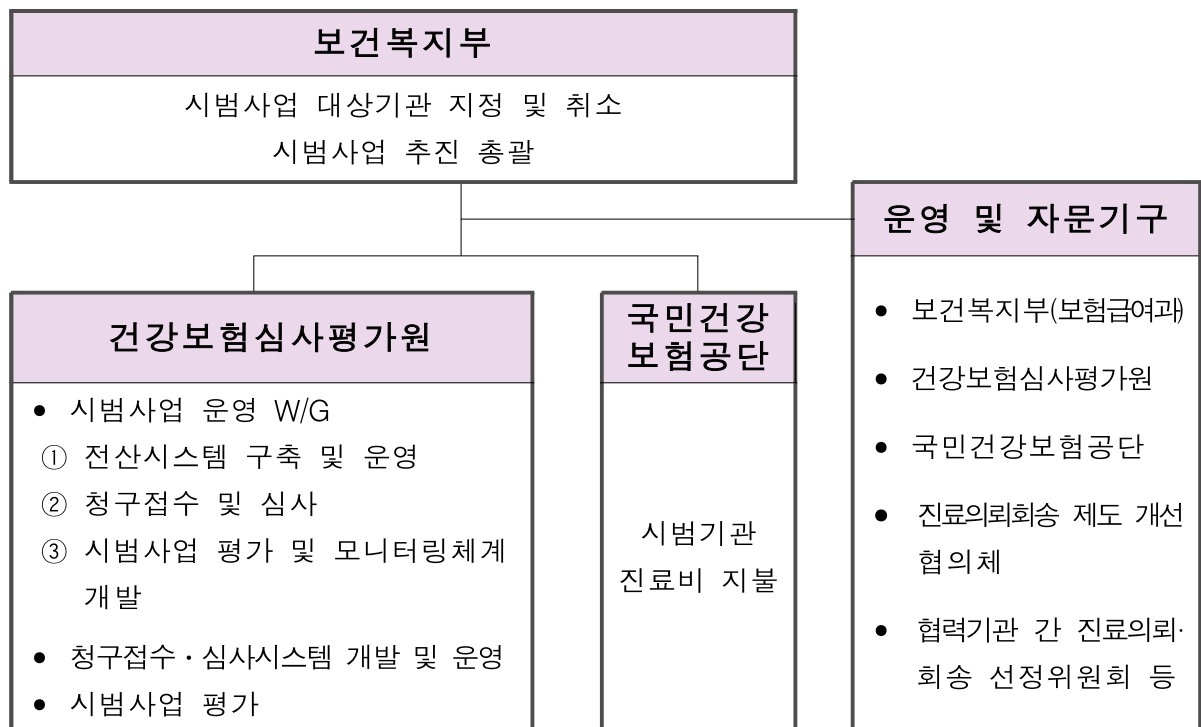 보건복지부
시범사업 대상기관 지정 및 취소
시범사업 추진 총괄
운영 및 자문기구
• 보건복지부(보험급여과)
• 건강보험심사평가원
• 국민건강보험공단
• 진료의뢰회송 제도 개선
협의체
• 협력기관 간 진료의뢰·
회송 선정위원회 등
건강보험심사평가원
• 시범사업 운영 W/G
① 전산시스템 구축 및 운영
② 청구접수 및 심사
③ 시범사업 평가 및 모니터링체계
개발
• 청구접수·심사시스템 개발 및 운영
• 시범사업 평가
국민건강
보험공단
시범기관
진료비 지불